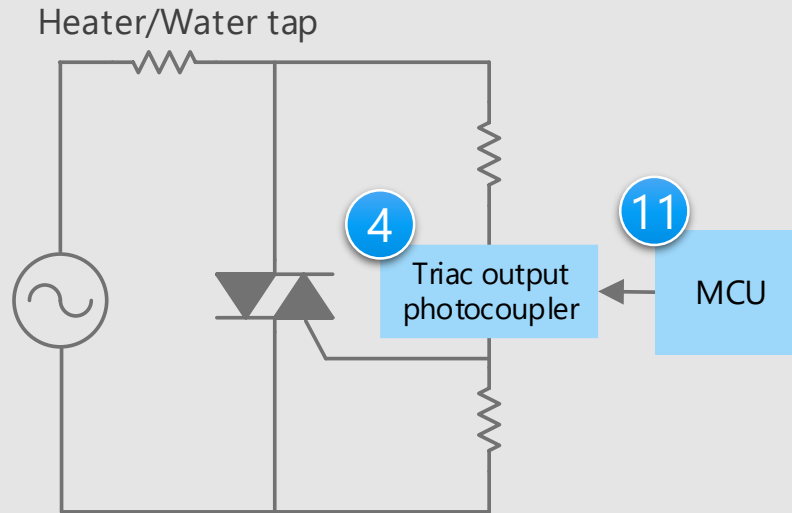 Heater/Water tap
4
11
Triac output
photocoupler
MCU